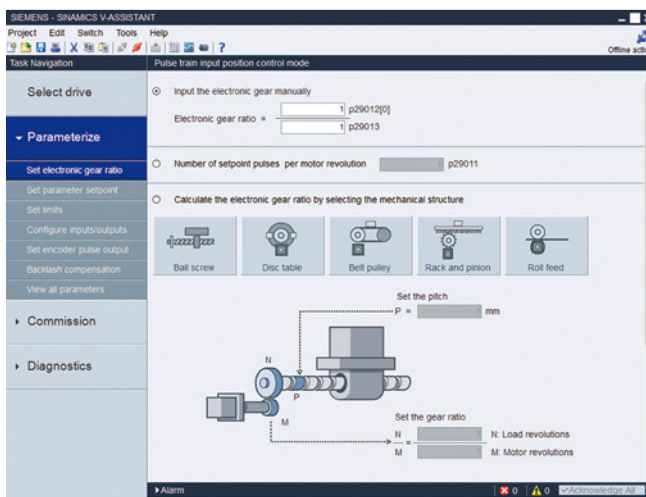 SIEMENS - SINAMICS V-ASSISTANT
Project Edit Switch Tools Help
Task Navigation
Pulse train input position control mode
Select drive
Parameterize
Set electronic gear ratio
Set parameter setpoint
Set limits
Configure inputs/outputs
Set encoder pulse output
Backlash compensation
View all parameters
Commission
Diagnostics
Input the electronic gear manually
Electronic gear ratio =
1 p29012[0]
1 p29013
Number of setpoint pulses per motor revolution p29011
Calculate the electronic gear ratio by selecting the mechanical structure
Ball screw Disc table Belt pulley Rack and pinion Roll feed
Set the pitch
P = mm
N
P
M
Set the gear ratio
N = N: Load revolutions
M M: Motor revolutions
Alarm 0 0 Acknowledge All